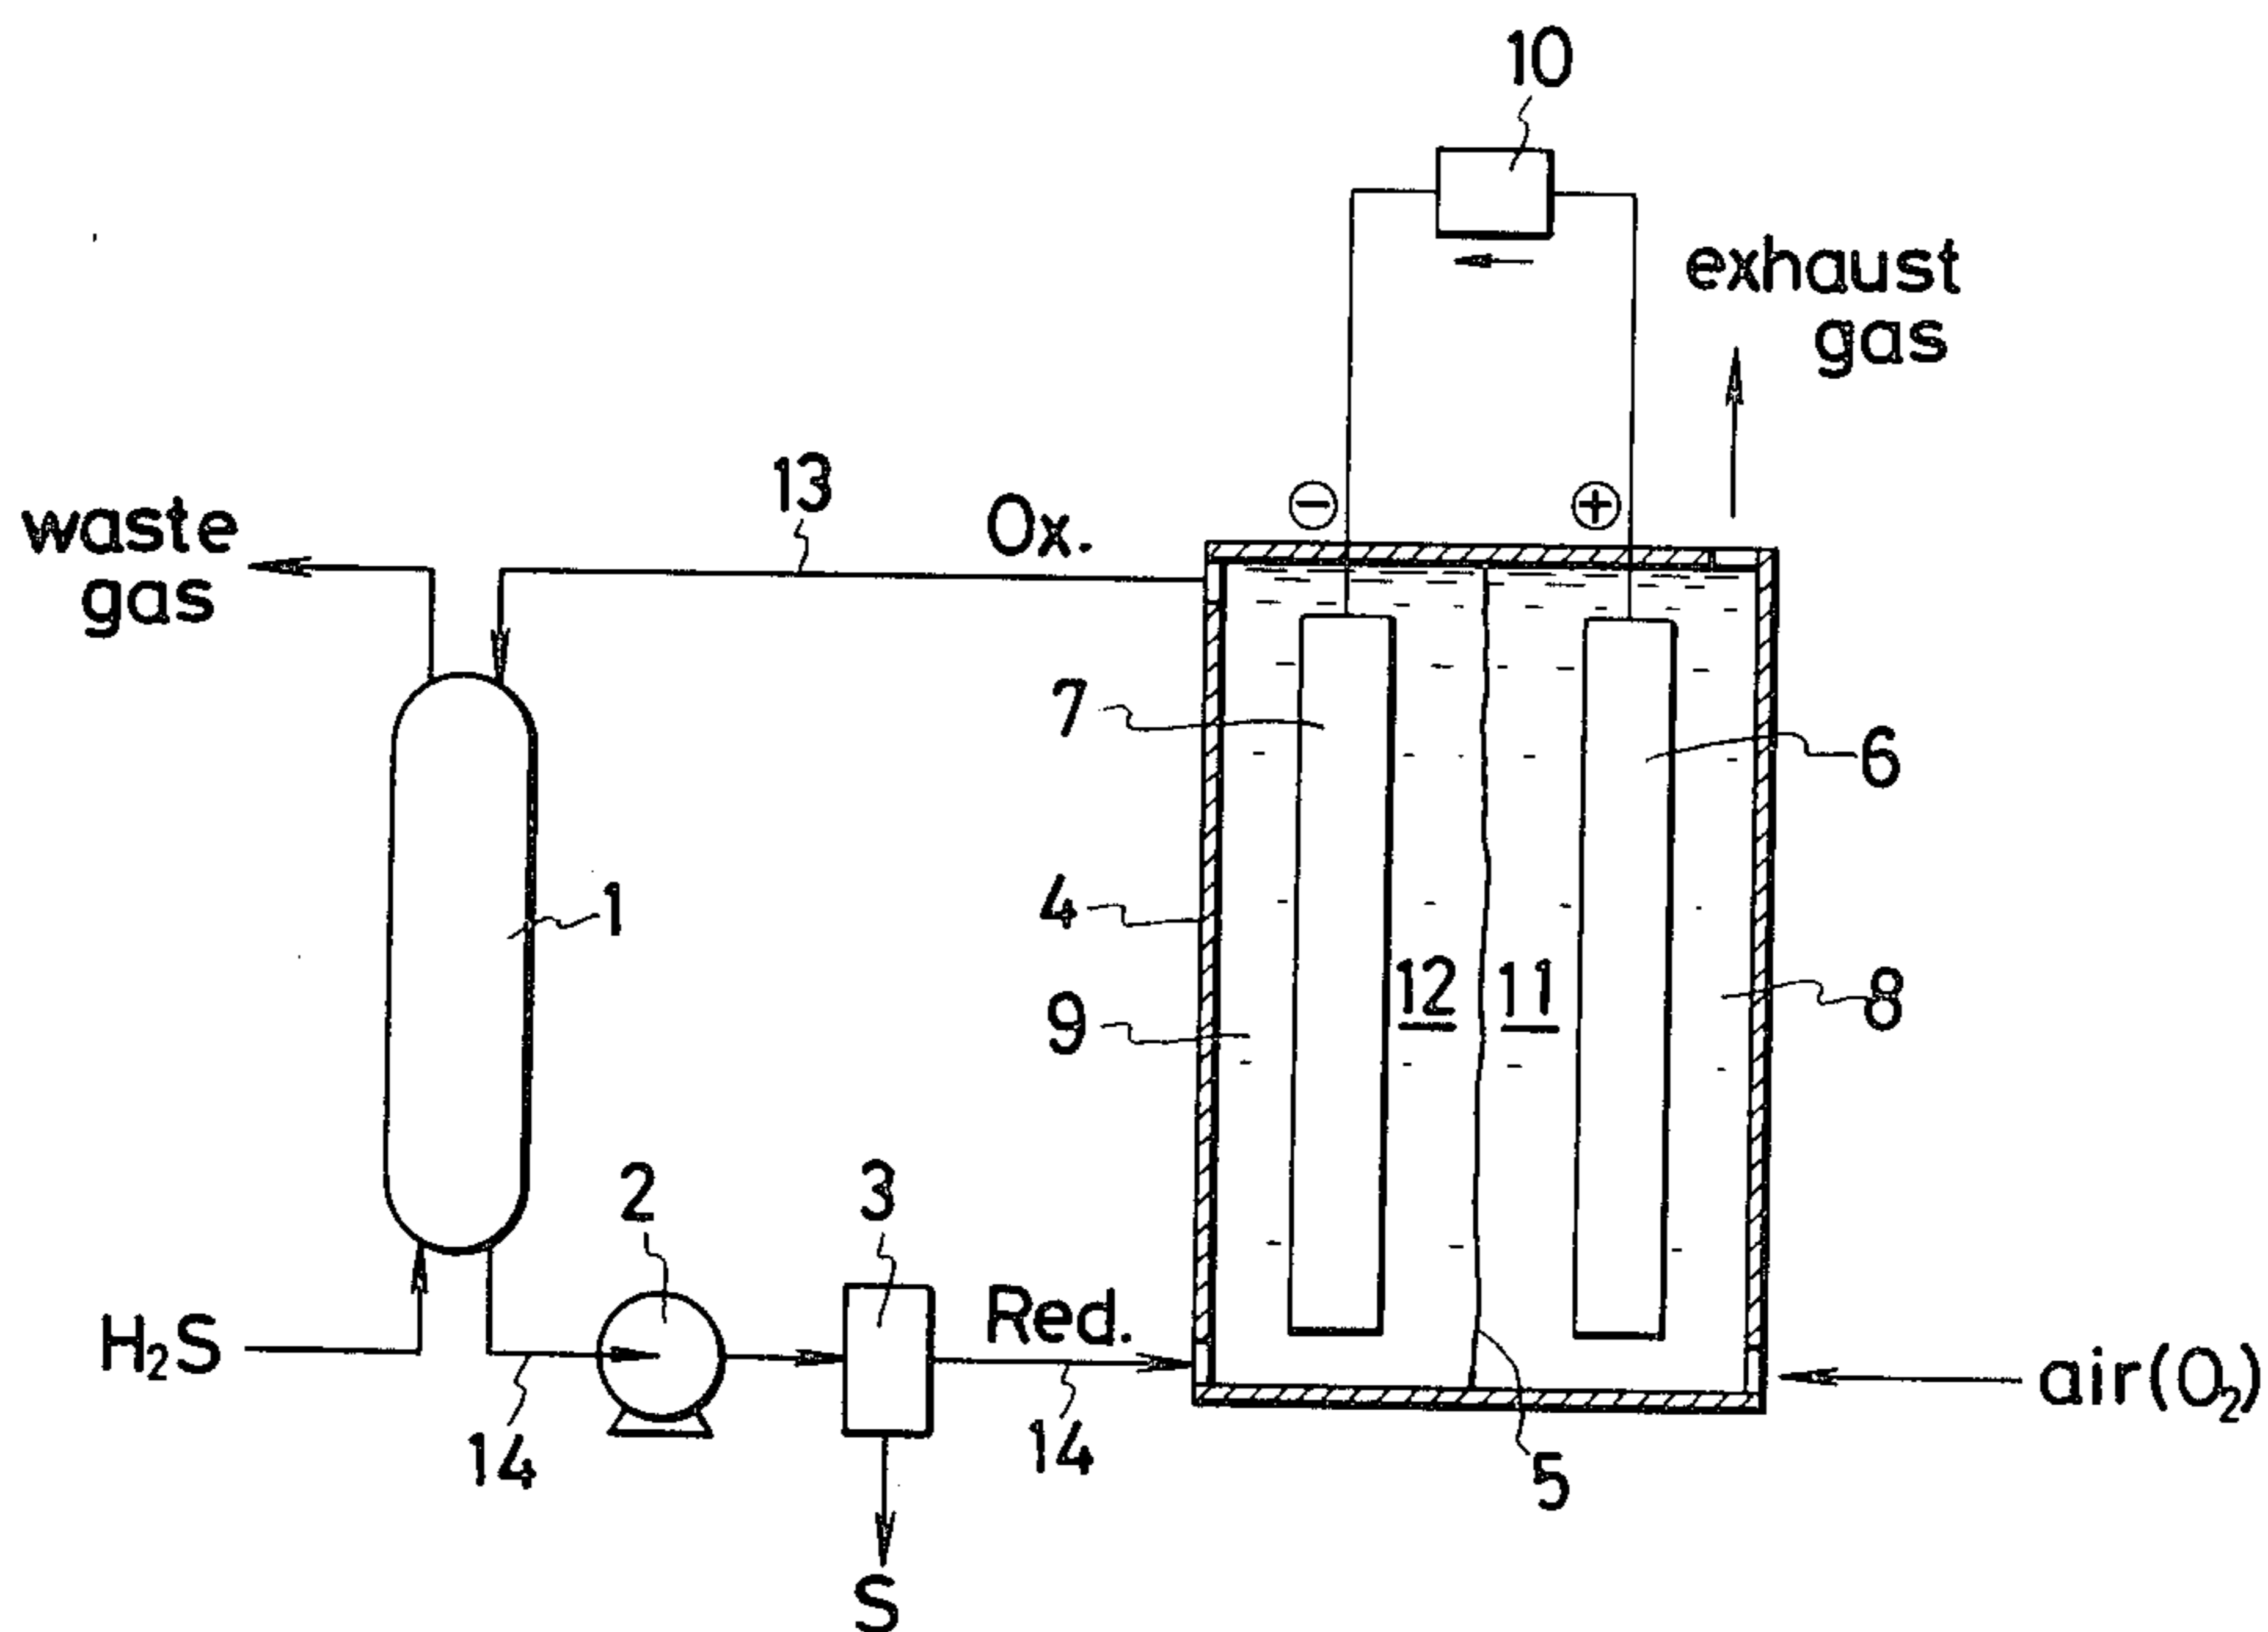 10
exhaust
gas
13
Ox.
⊖
⊕
waste
gas
7
6
1
4
12
11
9
8
2
3
Red.
H₂S
air(O₂)
14
14
5
S